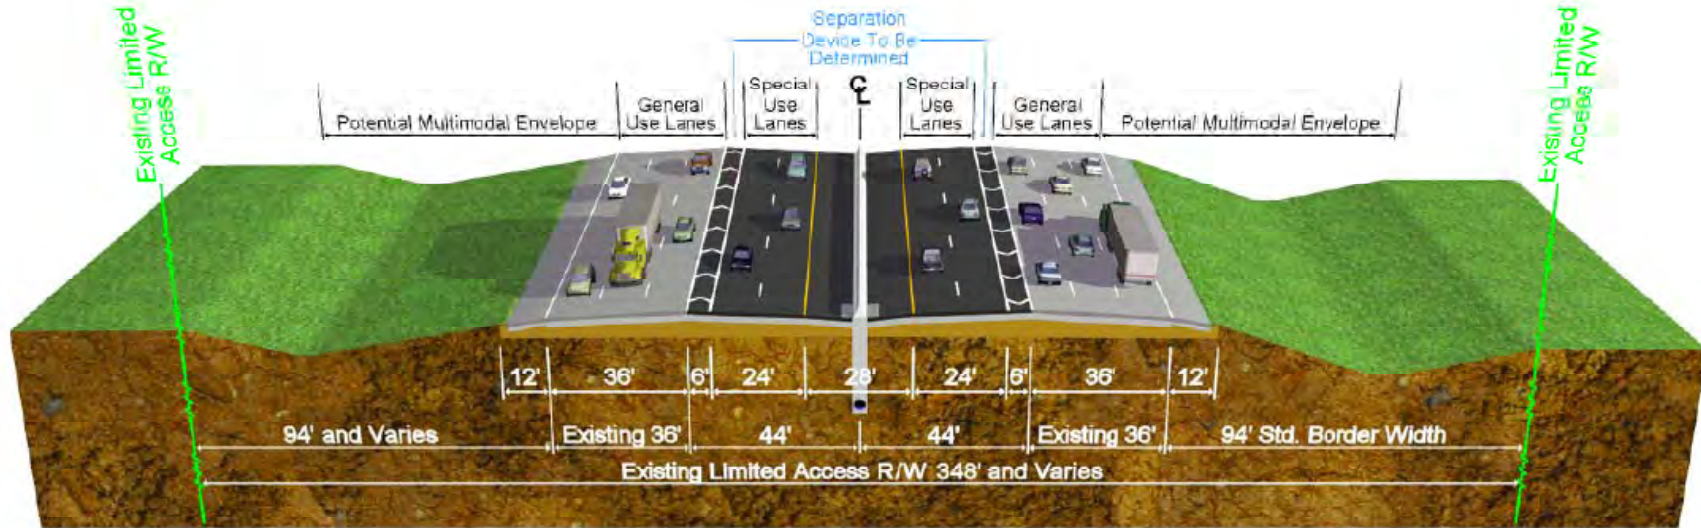 Separation
Device To Be
Determined
Existing Limited
Access R/W
Existing Limited
Access R/W
Potential Multimodal Envelope
General
Use Lanes
Special
Use
Lanes
CL
Special
Use
Lanes
General
Use Lanes
Potential Multimodal Envelope
12' 36' 6' 24' 28' 24' 6' 36' 12'
94' and Varies Existing 36' 44' 44' Existing 36' 94' Std. Border Width
Existing Limited Access R/W 348' and Varies